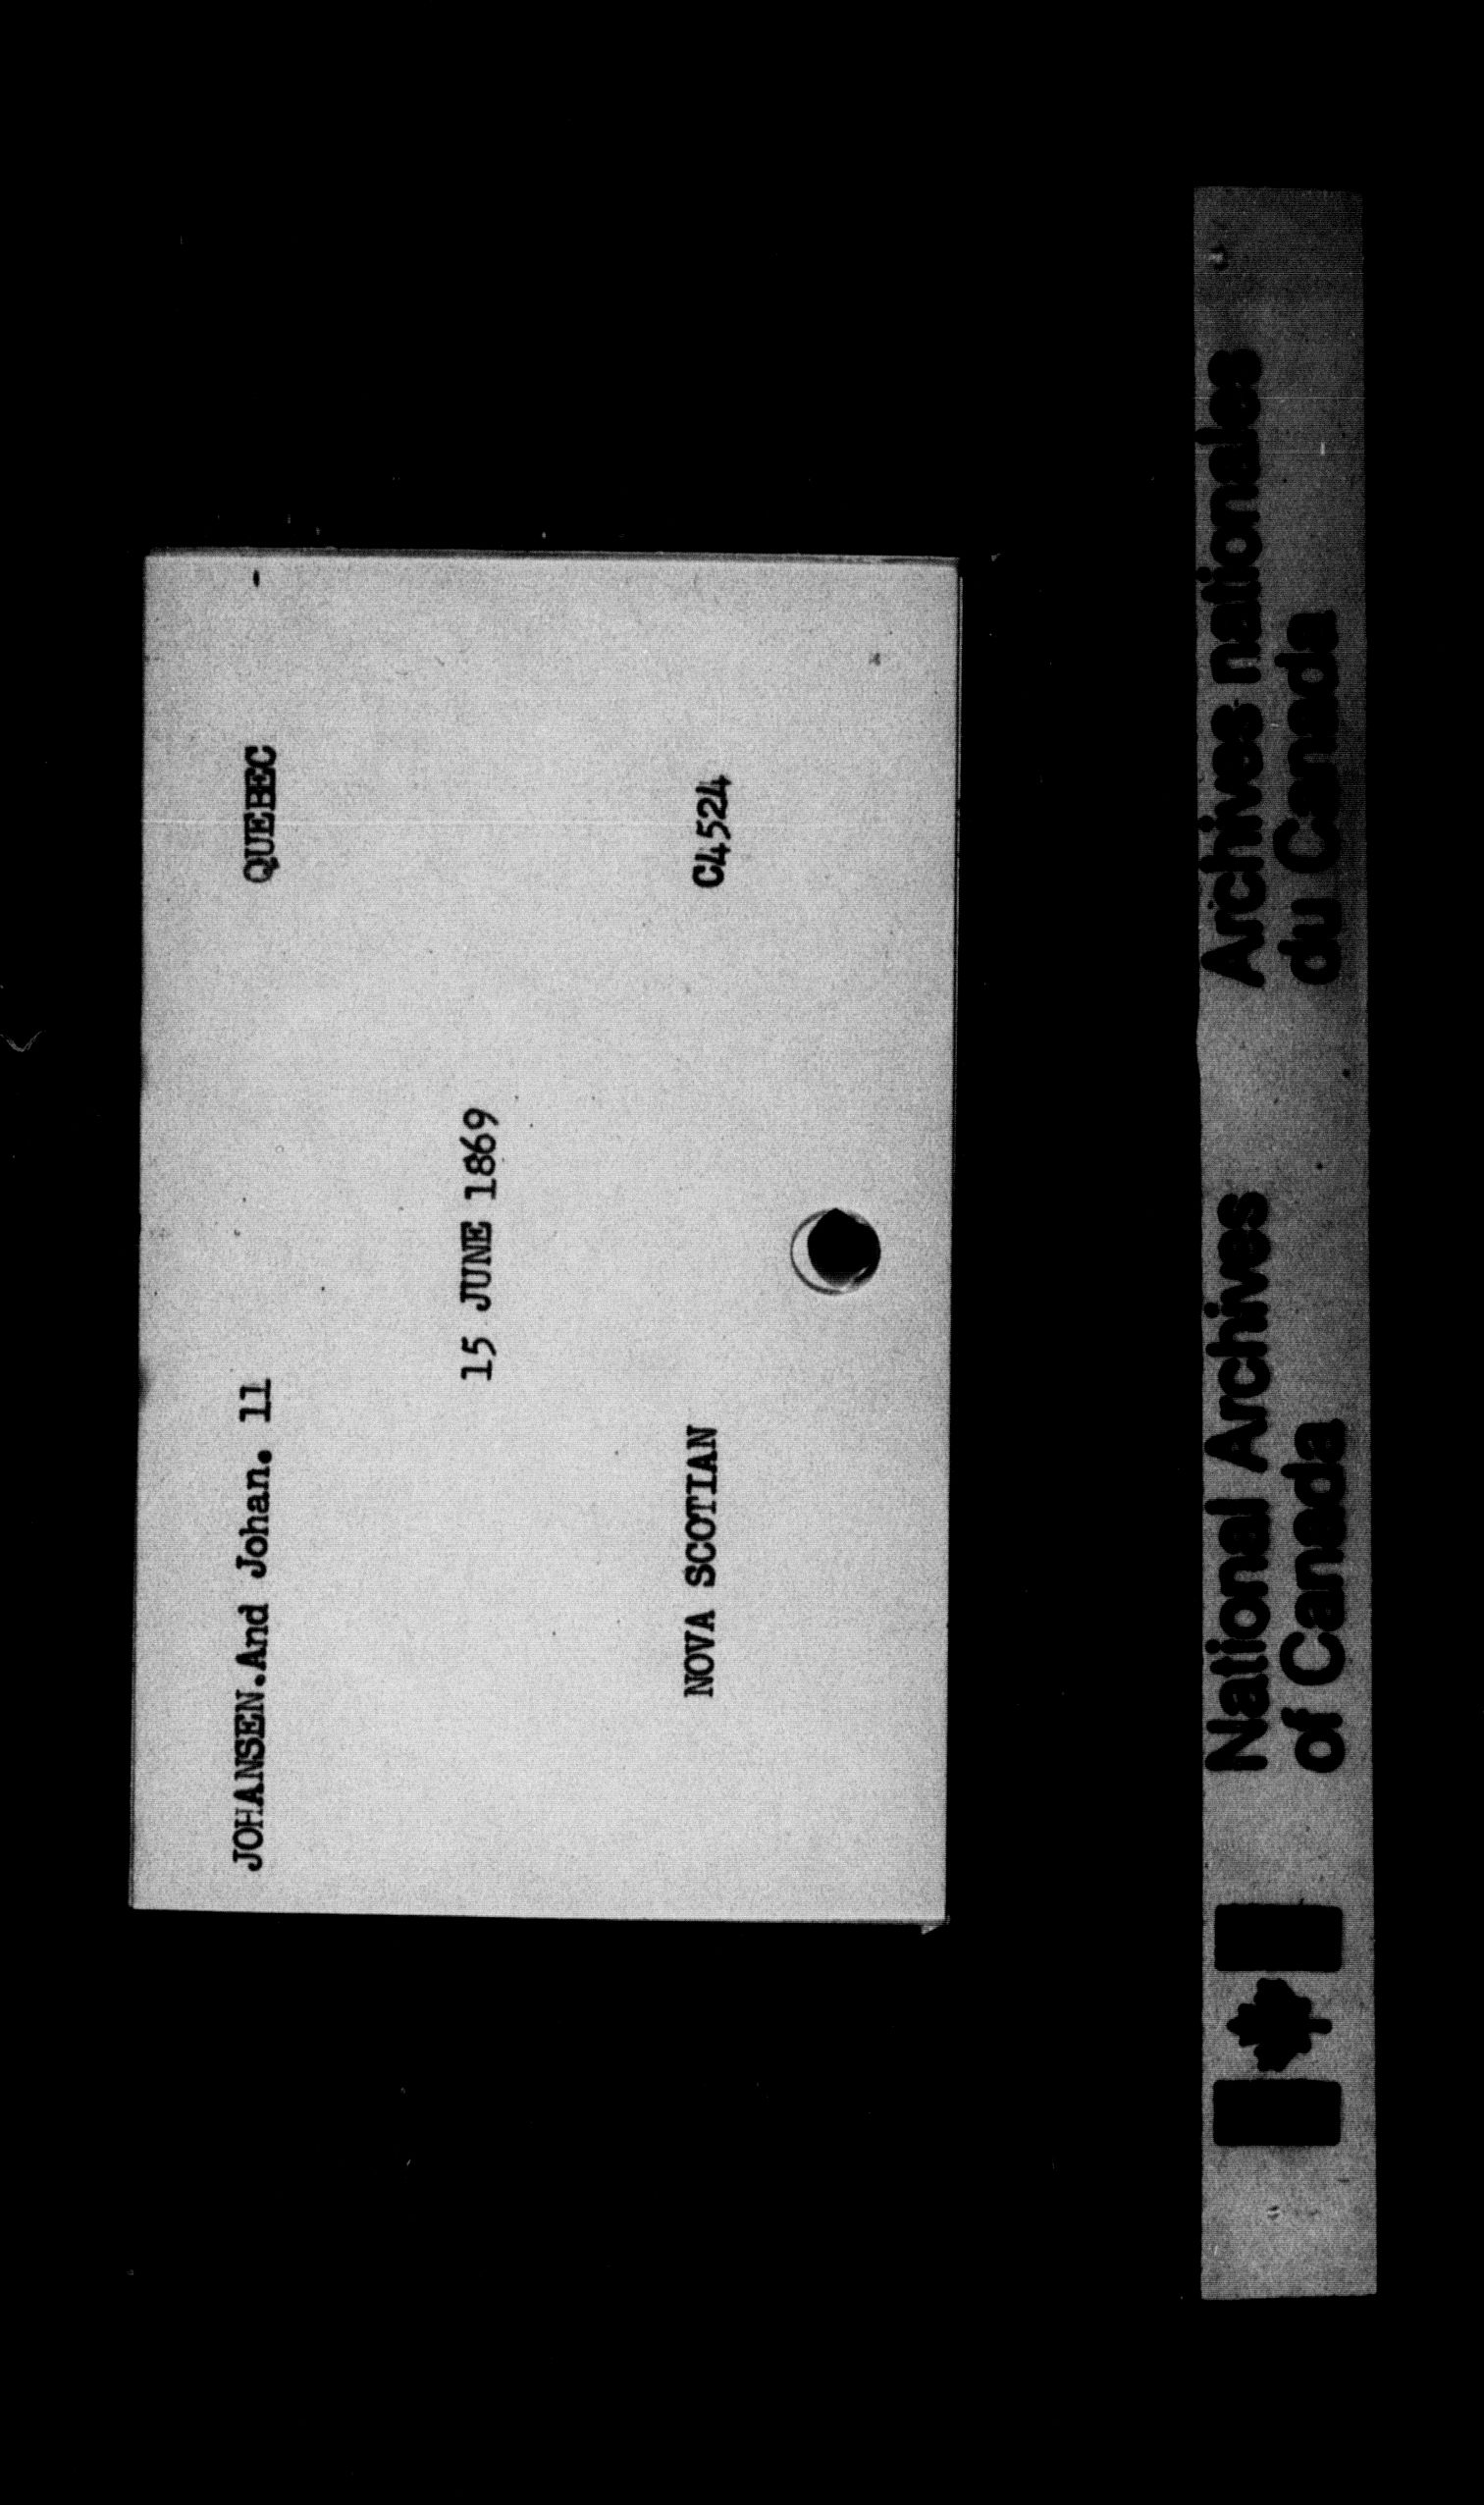 JOHANSEN.And Johan. 11 QUEBEC
15 JUNE 1869
NOVA SCOTIAN C4524
National Archives
of Canada
Archives nationales
du Canada